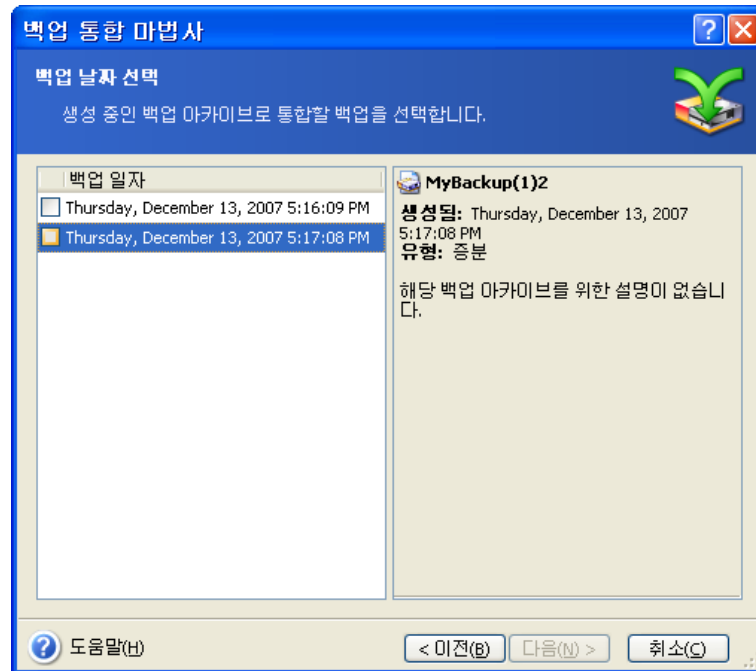 백업 통합 마법사
백업 날짜 선택
생성 중인 백업 아카이브로 통합할 백업을 선택합니다.
백업 일자
Thursday, December 13, 2007 5:16:09 PM
Thursday, December 13, 2007 5:17:08 PM
MyBackup(1)2
생성됨: Thursday, December 13, 2007
5:17:08 PM
유형: 증분
해당 백업 아카이브를 위한 설명이 없습니
다.
도움말(H)
< 이전(B)
다음(N) >
취소(C)